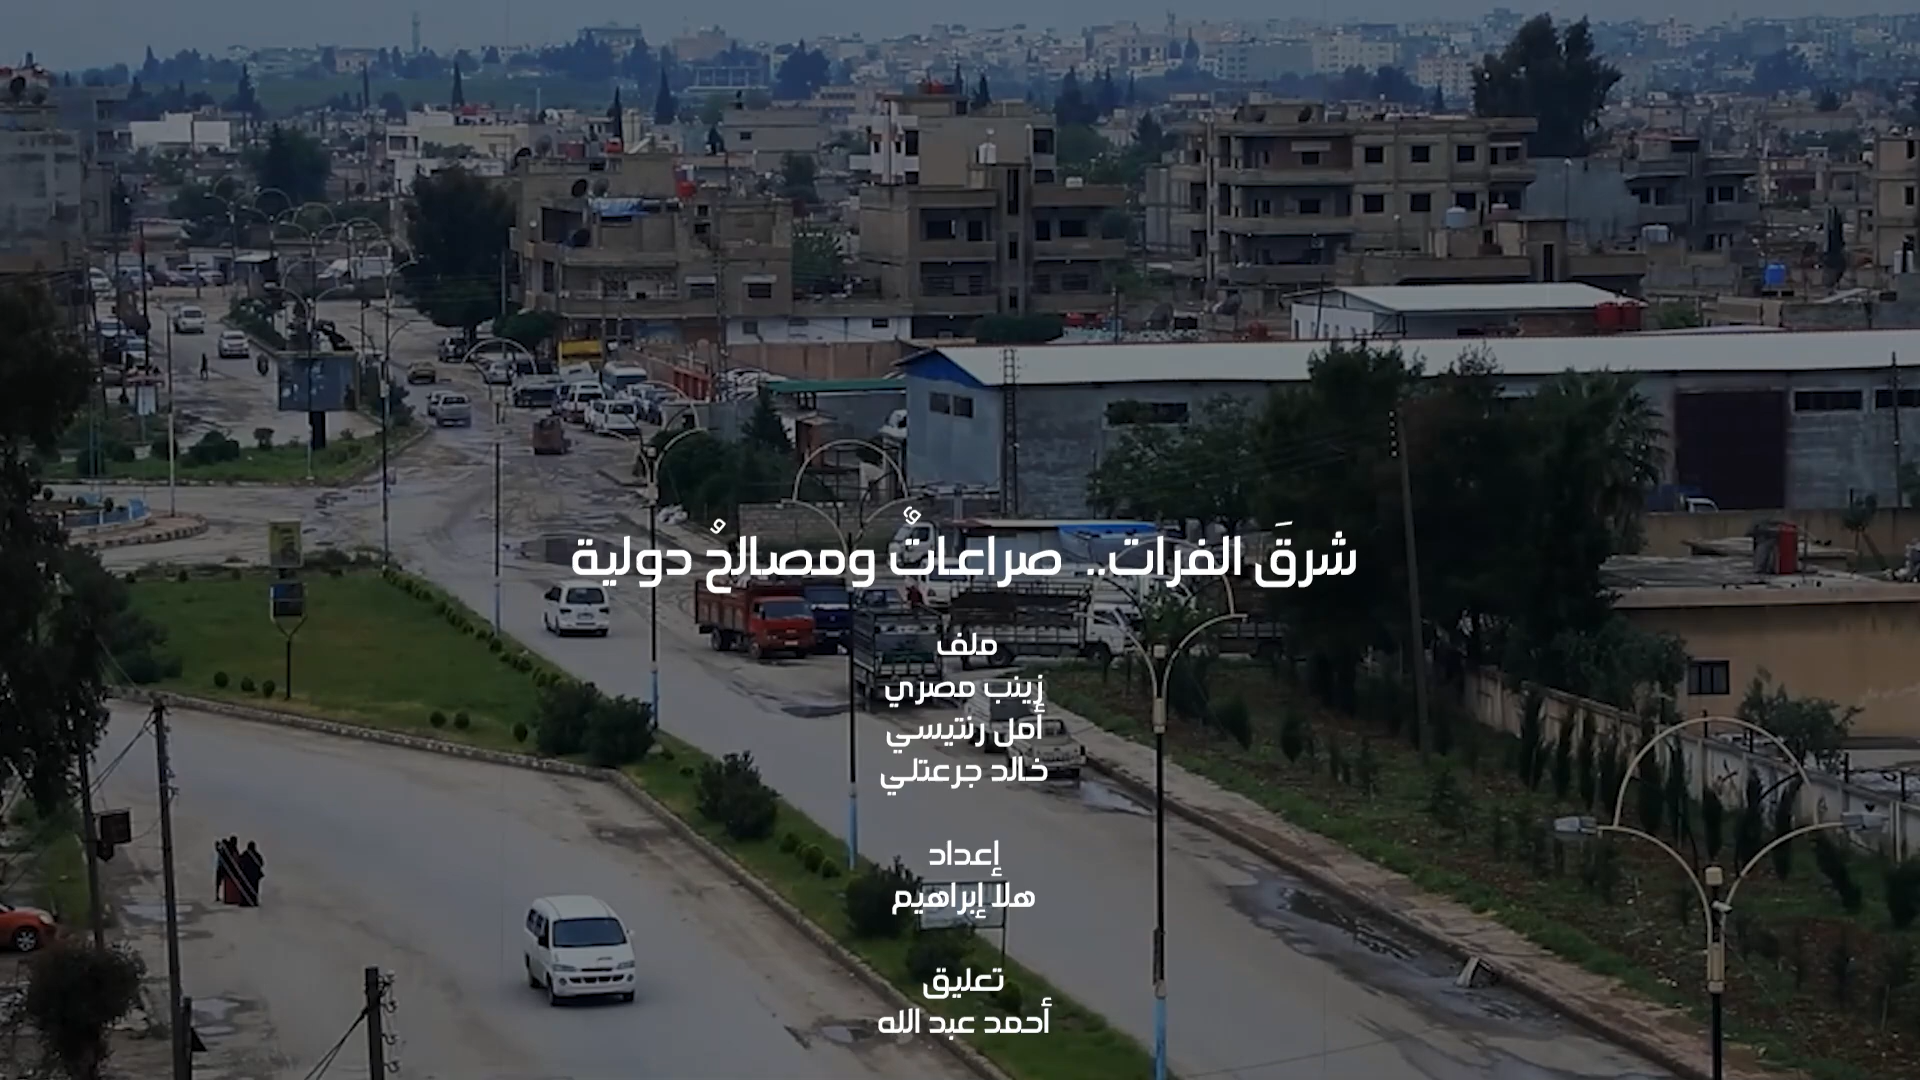 شرقَ الفرات.. صراعاتٌ ومصالحٌ دولية
ملف
زينب مصري
أمل رنتيسي
خالد جرعتلي
إعداد
هلا إبراهيم
تعليق
أحمد عبد الله